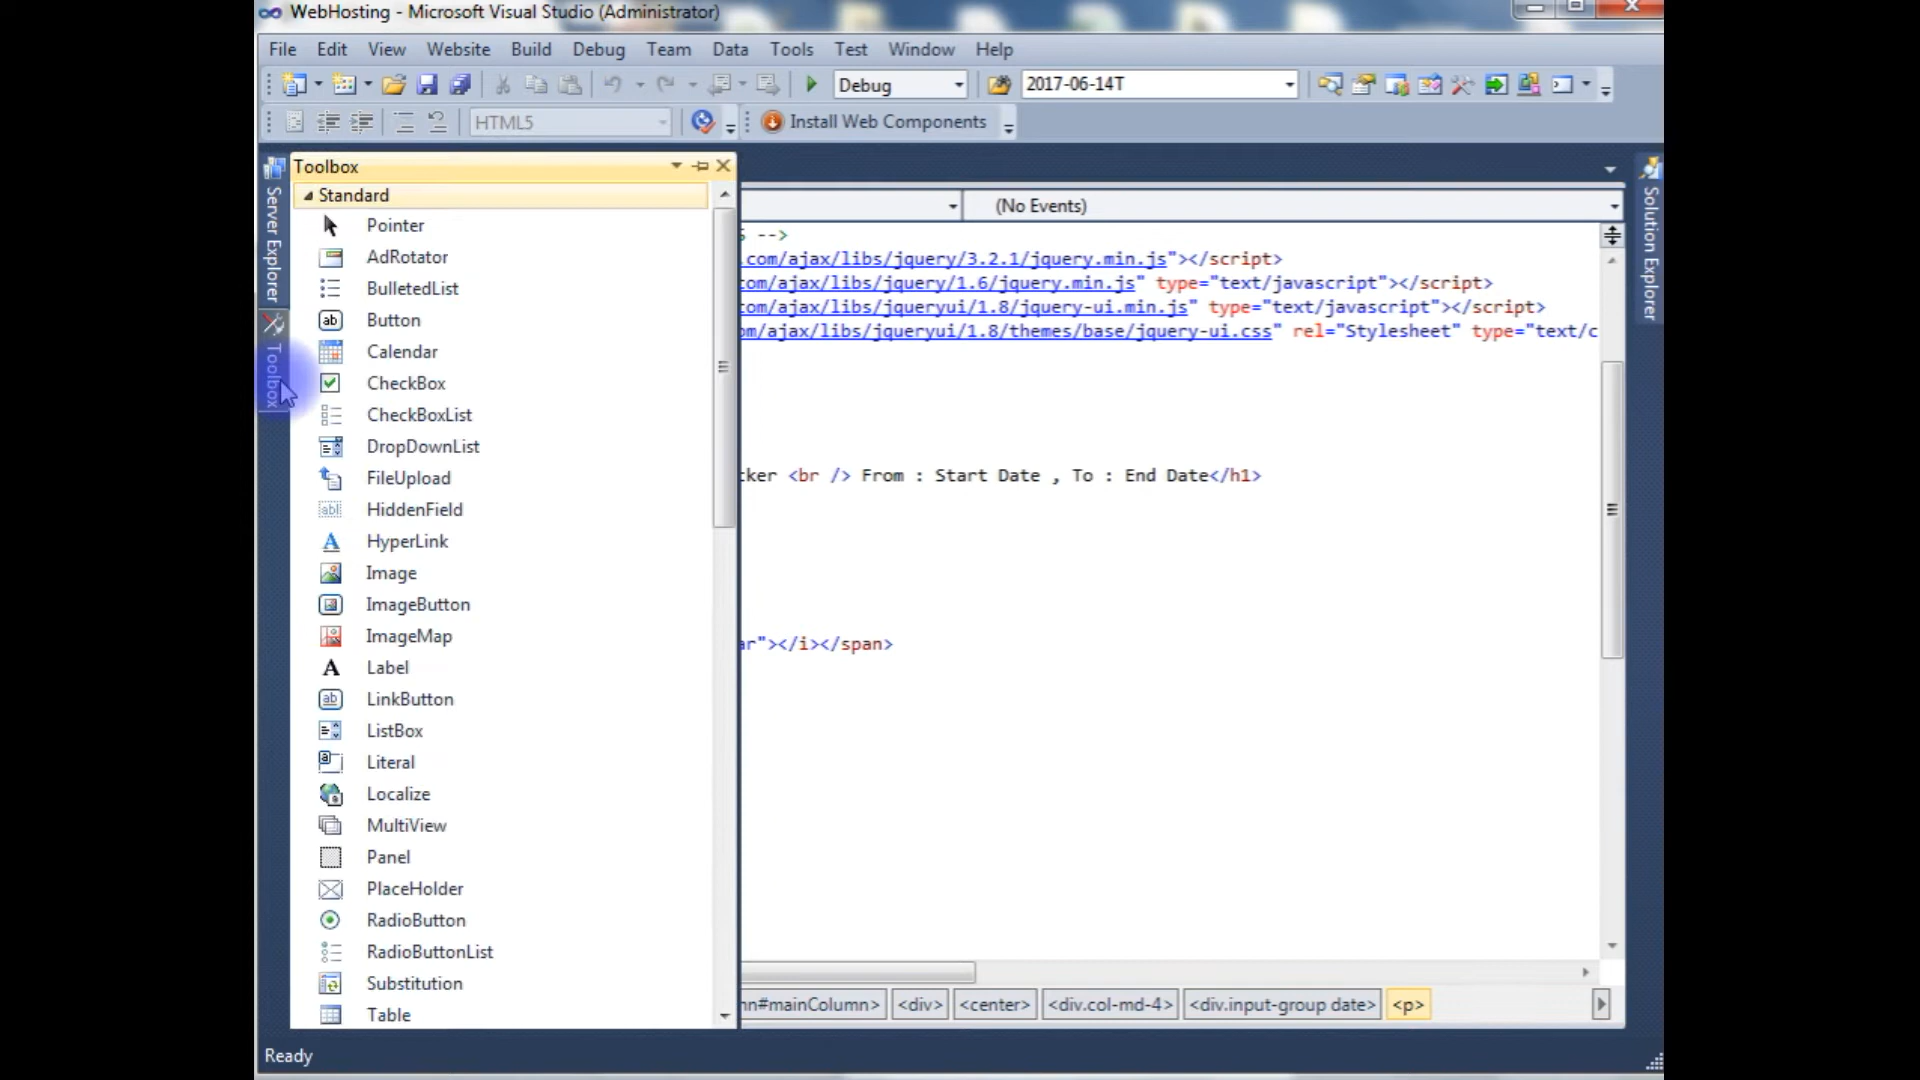 WebHosting - Microsoft Visual Studio (Administrator)
File Edit View Website Build Debug Team Data Tools Test Window Help
Debug 2017-06-14T
HTML5 Install Web Components
Server Explorer
Toolbox
Toolbox
Standard
Pointer
AdRotator
BulletedList
Button
Calendar
CheckBox
CheckBoxList
DropDownList
FileUpload
HiddenField
HyperLink
Image
ImageButton
ImageMap
Label
LinkButton
ListBox
Literal
Localize
MultiView
Panel
PlaceHolder
RadioButton
RadioButtonList
Substitution
Table
(No Events)
-->
.com/ajax/libs/jquery/3.2.1/jquery.min.js"></script>
om/ajax/libs/jquery/1.6/jquery.min.js" type="text/javascript"></script>
om/ajax/libs/jqueryui/1.8/jquery-ui.min.js" type="text/javascript"></script>
om/ajax/libs/jqueryui/1.8/themes/base/jquery-ui.css" rel="Stylesheet" type="text/c
cker <br /> From : Start Date , To : End Date</h1>
ar"></i></span>
mn#mainColumn> <div> <center> <div.col-md-4> <div.input-group date> <p>
Solution Explorer
Ready